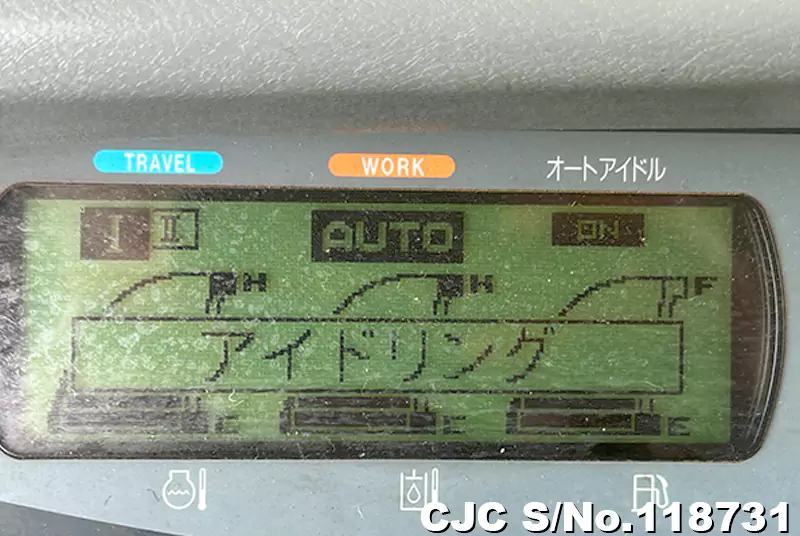 TRAVEL WORK オートアイドル
I II AUTO ON
H H F
アイドリング
C C E
CJC S/No.118731